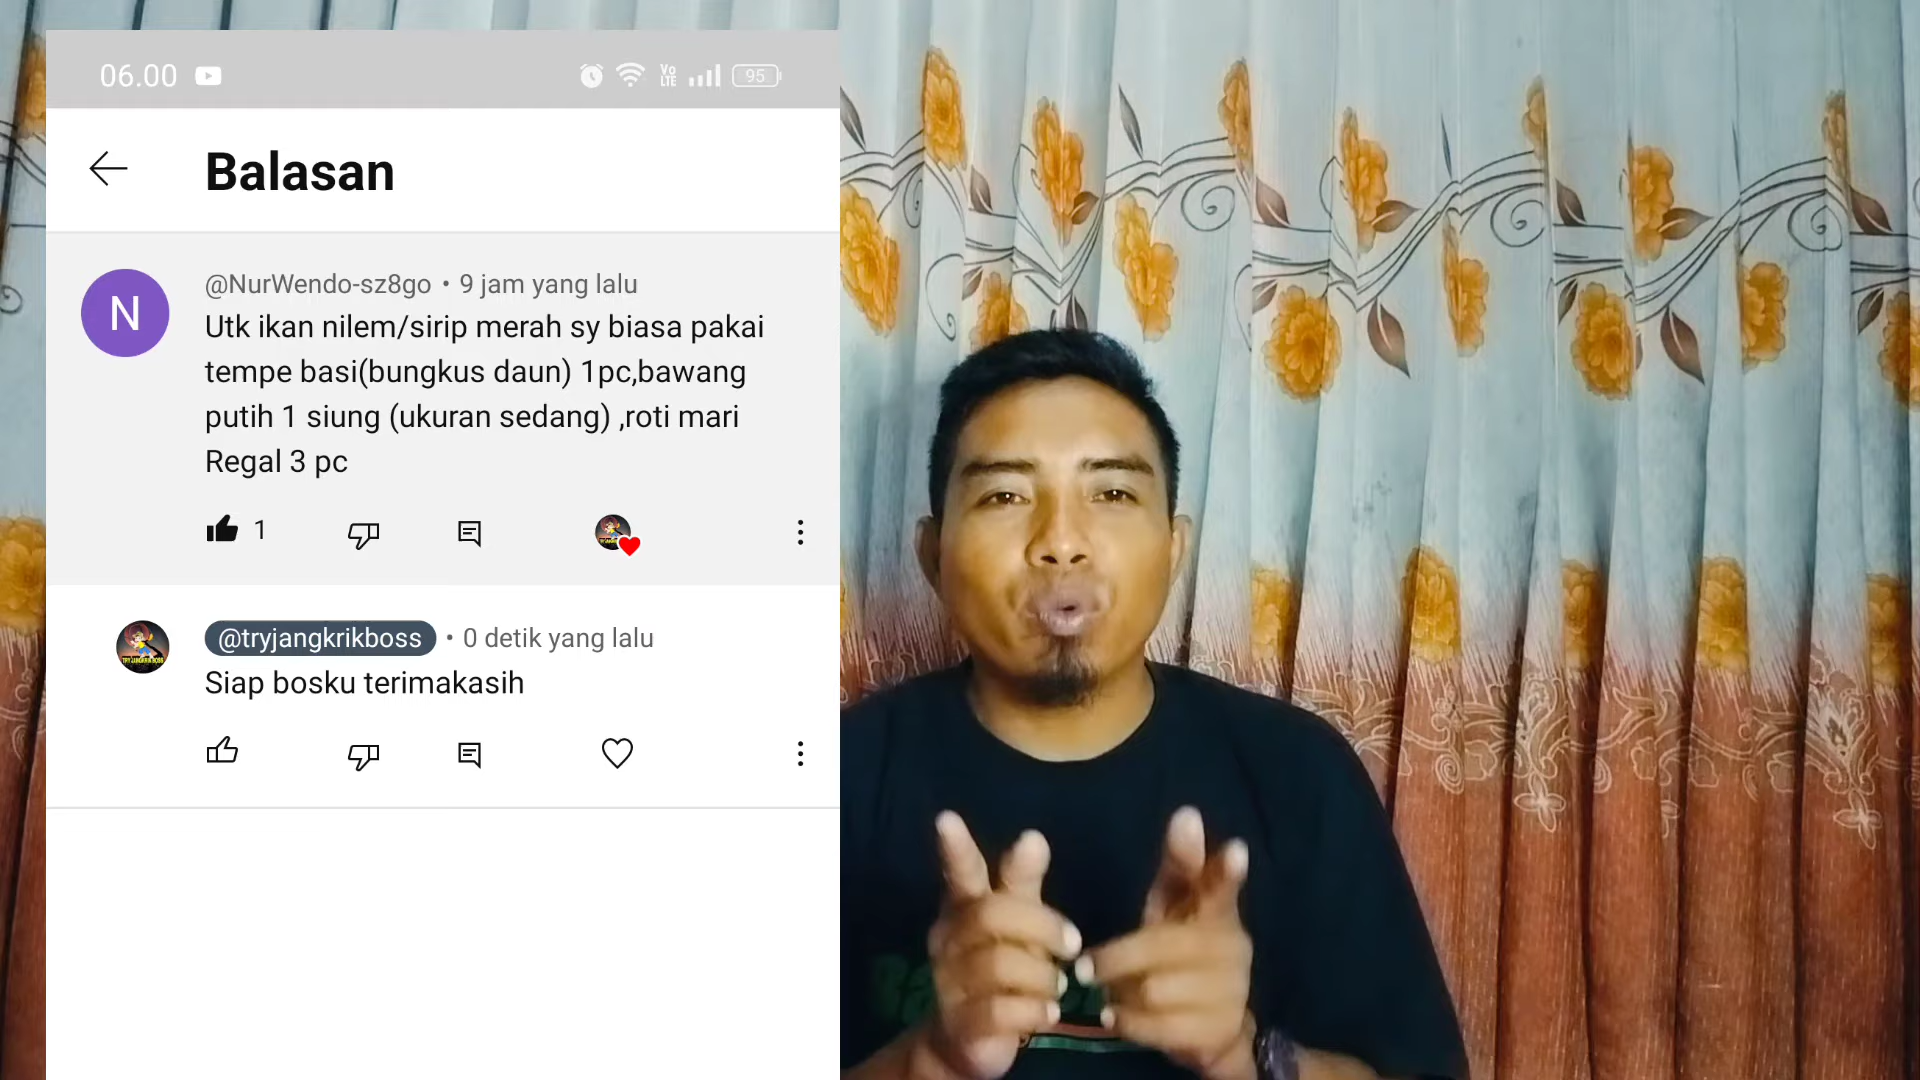 06.00
Vo
LTE
95
Balasan
N
@NurWendo-sz8go • 9 jam yang lalu
Utk ikan nilem/sirip merah sy biasa pakai
tempe basi(bungkus daun) 1pc,bawang
putih 1 siung (ukuran sedang) ,roti mari
Regal 3 pc
1
@tryjangkrikboss • 0 detik yang lalu
Siap bosku terimakasih